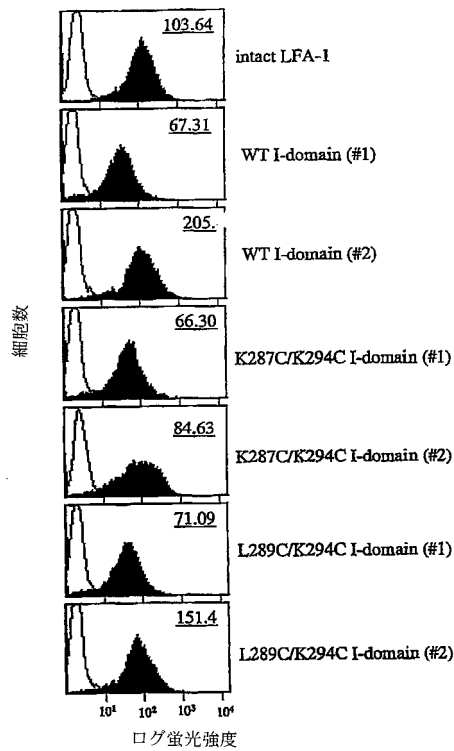 103.64
intact LFA-1
67.31
WT I-domain (#1)
205.
WT I-domain (#2)
66.30
K287C/K294C I-domain (#1)
84.63
K287C/K294C I-domain (#2)
71.09
L289C/K294C I-domain (#1)
151.4
L289C/K294C I-domain (#2)
細胞数
10¹ 10² 10³ 10⁴
ログ蛍光強度